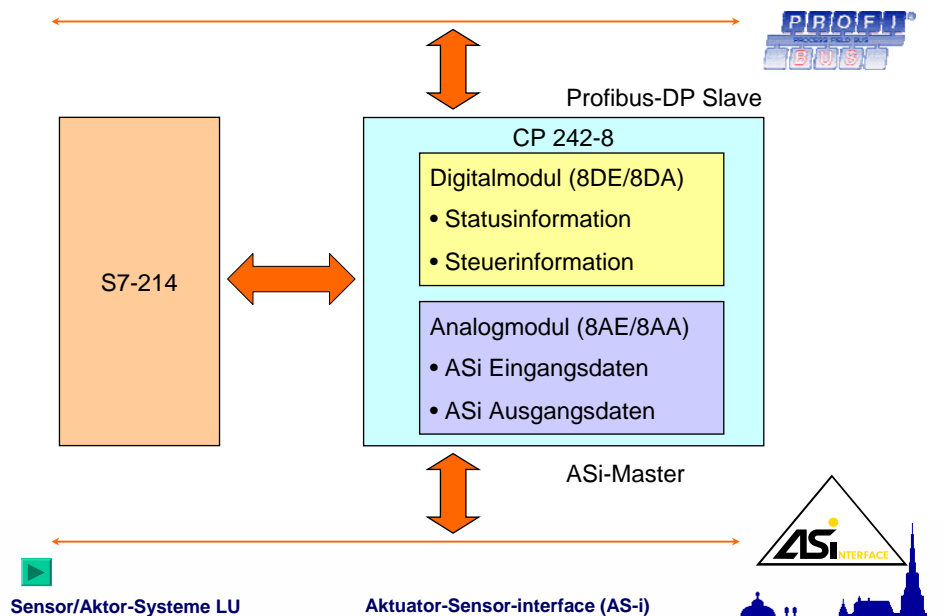 PROFI
PROCESS FIELD BUS
BUS
Profibus-DP Slave
CP 242-8
Digitalmodul (8DE/8DA)
• Statusinformation
• Steuerinformation
S7-214
Analogmodul (8AE/8AA)
• ASi Eingangsdaten
• ASi Ausgangsdaten
ASi-Master
ASi INTERFACE
Sensor/Aktor-Systeme LU
Aktuator-Sensor-interface (AS-i)